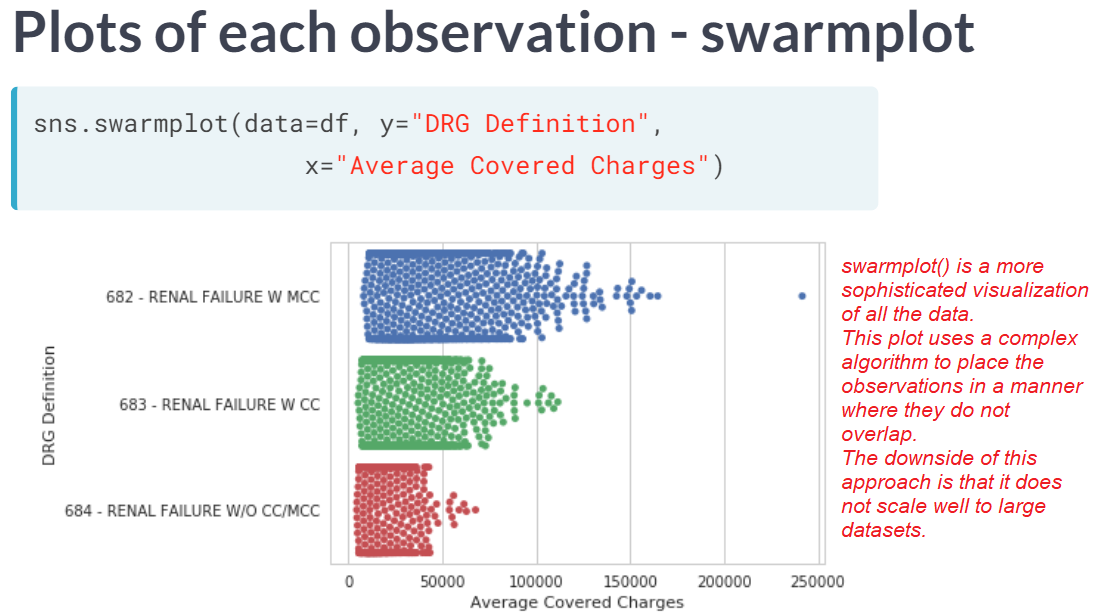 Plots of each observation - swarmplot
sns.swarmplot(data=df, y="DRG Definition",
x="Average Covered Charges")
682 - RENAL FAILURE W MCC
683 - RENAL FAILURE W CC
684 - RENAL FAILURE W/O CC/MCC
DRG Definition
0 50000 100000 150000 200000 250000
Average Covered Charges
swarmplot() is a more
sophisticated visualization
of all the data.
This plot uses a complex
algorithm to place the
observations in a manner
where they do not
overlap.
The downside of this
approach is that it does
not scale well to large
datasets.